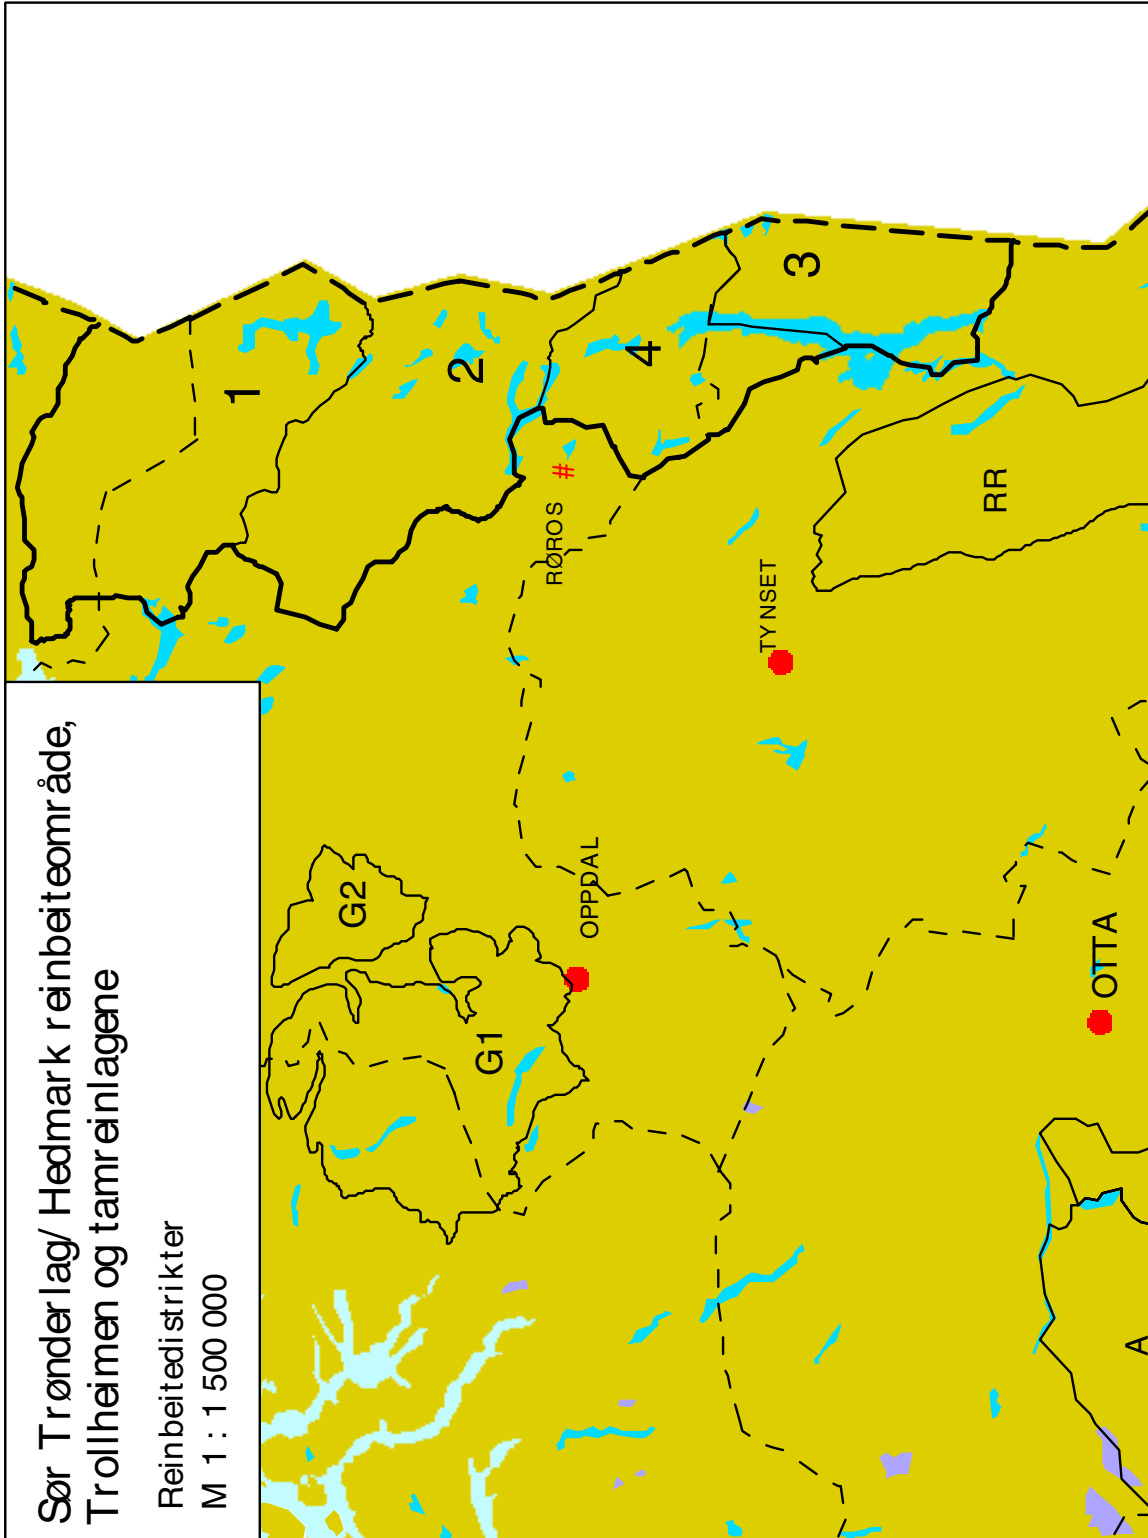 Sør Trønderlag/ Hedmark reinbeiteområde,
Trollheimen og tamreinlagene
Reinbeitedistrikter
M 1 : 1 500 000
1
2
4
3
#
RØROS
TYNSET
RR
G2
G1
OPPDAL
OTTA
A